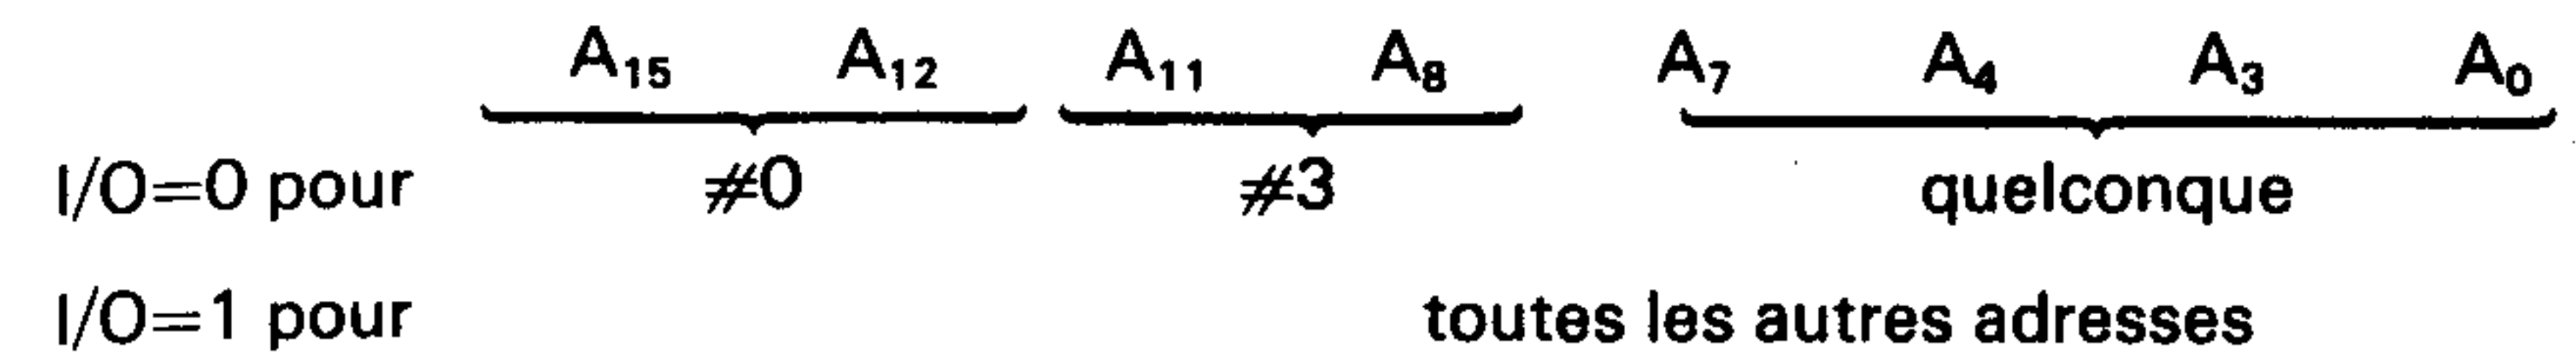 A₁₅ A₁₂ A₁₁ A₈ A₇ A₄ A₃ A₀
I/O=0 pour #0 #3 quelconque
I/O=1 pour toutes les autres adresses